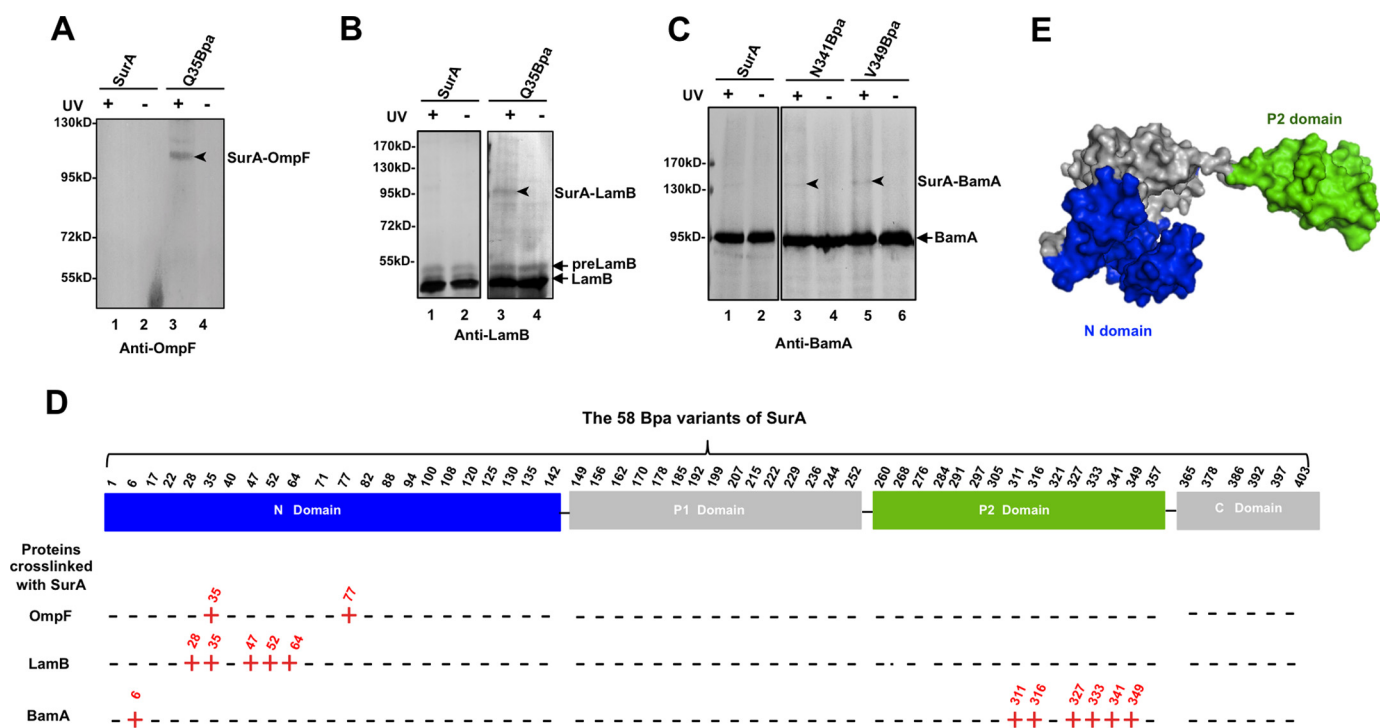 A
SurA
Q35Bpa
UV
+
-
+
-
130kD
95kD
72kD
55kD
SurA-OmpF
1
2
3
4
Anti-OmpF
B
SurA
Q35Bpa
UV
+
-
+
-
170kD
130kD
95kD
72kD
55kD
SurA-LamB
preLamB
LamB
1
2
3
4
Anti-LamB
C
SurA
N341Bpa
V349Bpa
UV
+
-
+
-
+
-
170kD
130kD
95kD
SurA-BamA
BamA
1
2
3
4
5
6
Anti-BamA
E
P2 domain
N domain
D
The 58 Bpa variants of SurA
1 6 17 22 28 35 40 47 52 64 71 77 82 88 94 100 108 120 125 130 135 142 149 156 162 170 178 185 192 199 207 215 222 229 236 244 252 260 268 276 284 291 297 305 311 316 321 327 333 341 349 357 365 378 386 392 397 403
N Domain
P1 Domain
P2 Domain
C Domain
Proteins
crosslinked
with SurA
35 77
OmpF
28 35 47 52 64
LamB
6 311 316 327 333 341 349
BamA